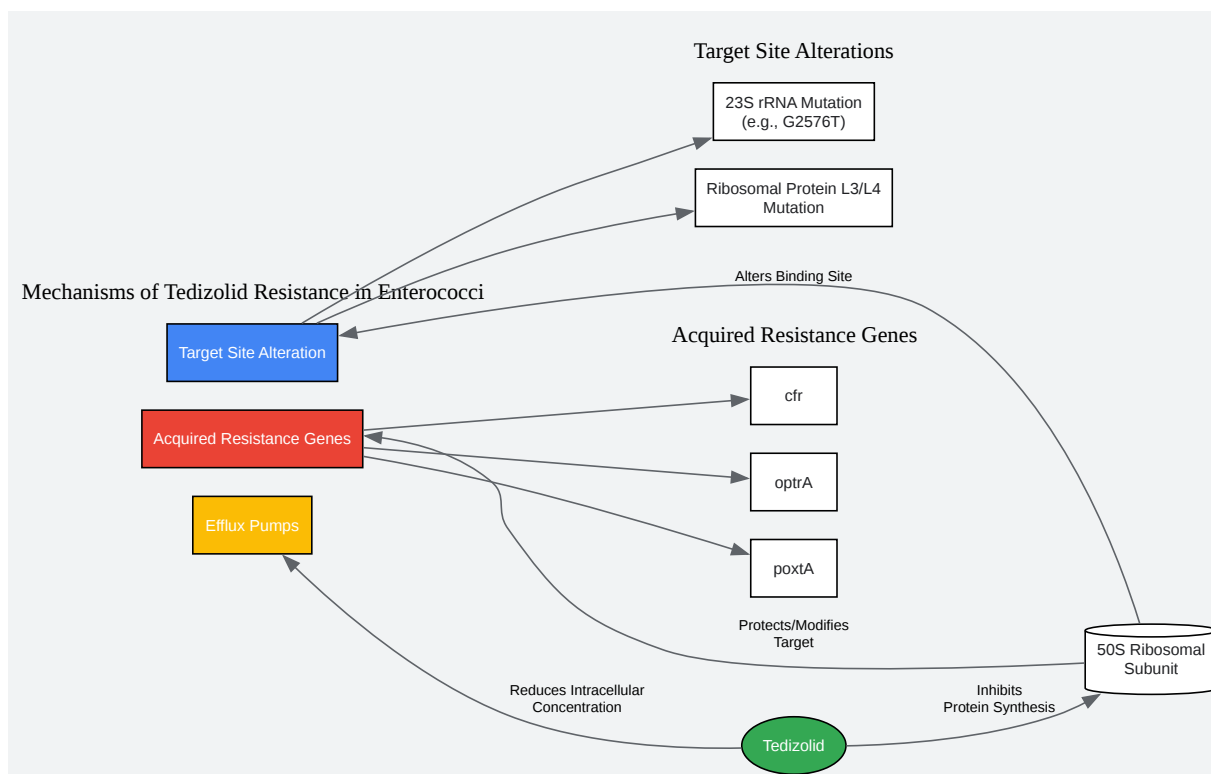 Target Site Alterations
23S rRNA Mutation
(e.g., G2576T)
Ribosomal Protein L3/L4
Mutation
Alters Binding Site
Mechanisms of Tedizolid Resistance in Enterococci
Target Site Alteration
Acquired Resistance Genes
cfr
Acquired Resistance Genes
optrA
Efflux Pumps
poxtA
Protects/Modifies
Target
50S Ribosomal
Subunit
Reduces Intracellular
Concentration
Inhibits
Protein Synthesis
Tedizolid